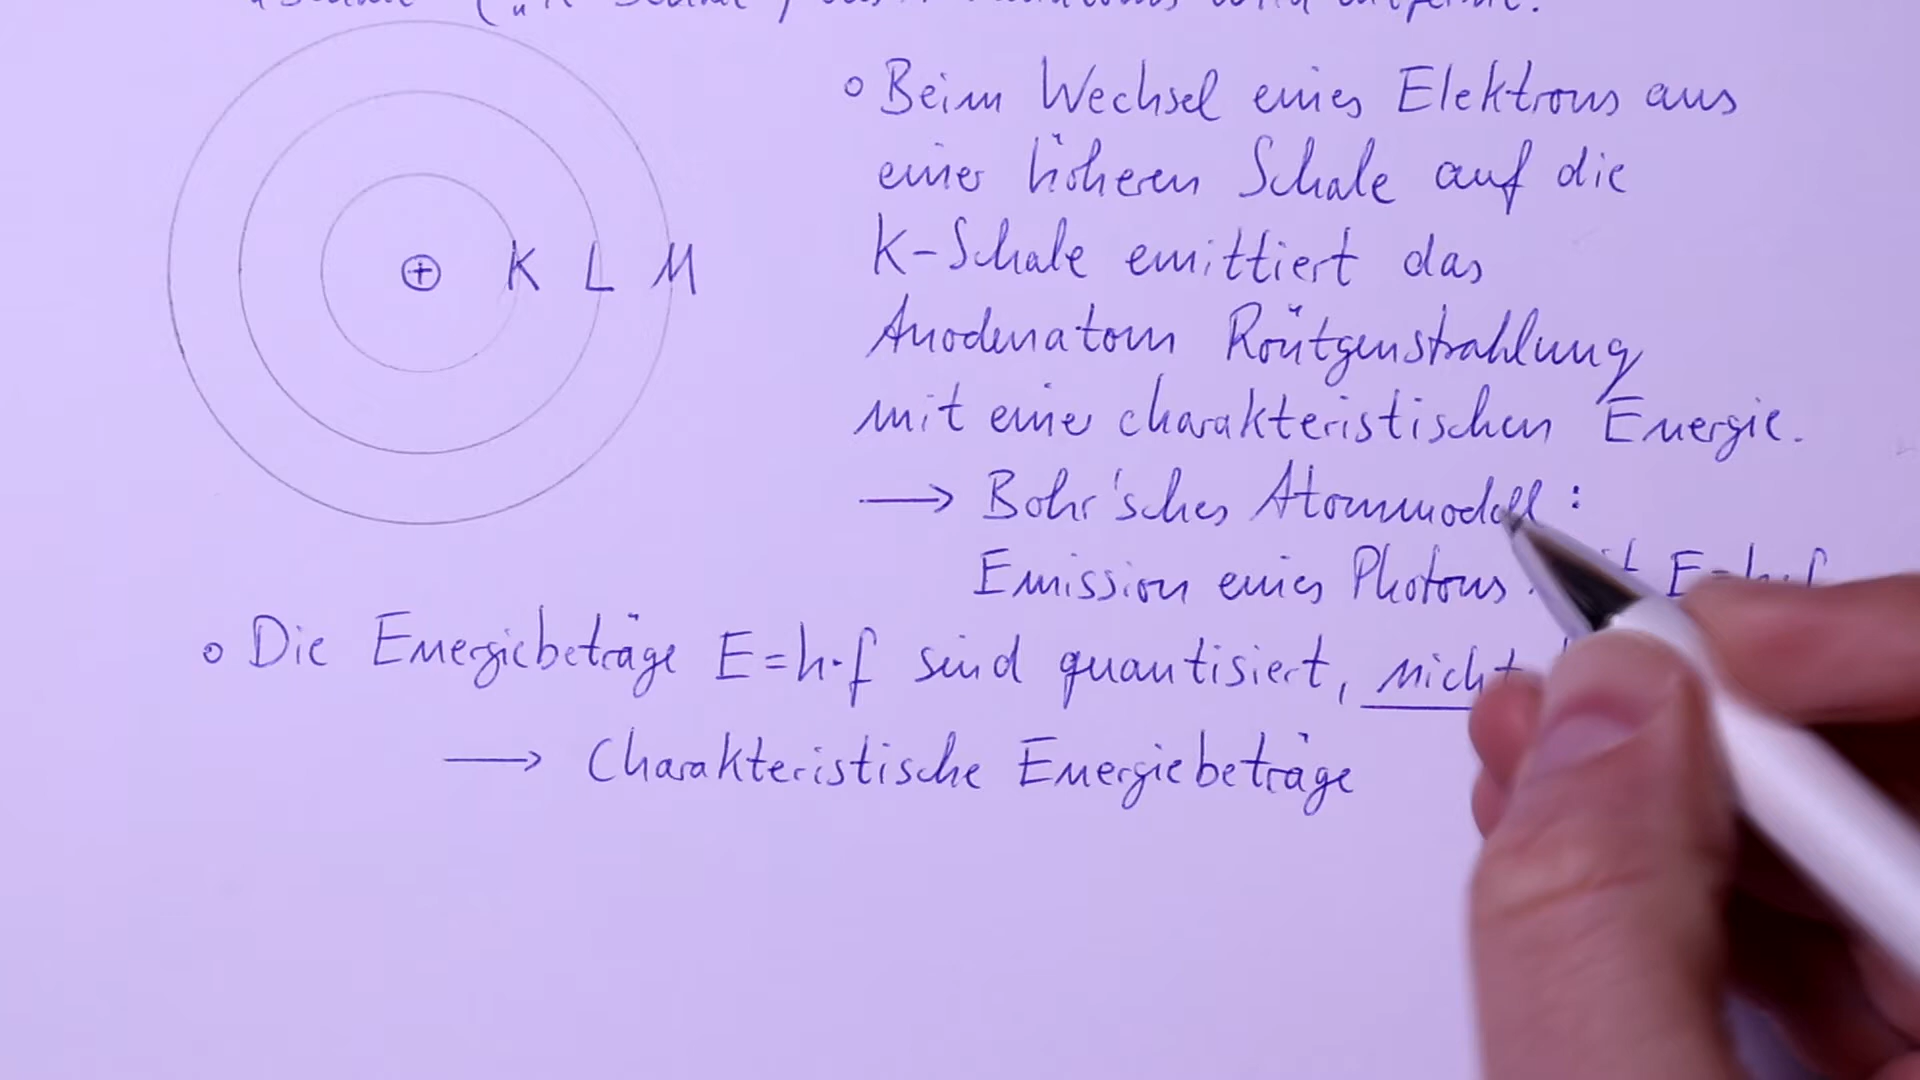 K L M
○ Beim Wechsel eines Elektrons aus
einer höheren Schale auf die
K-Schale emittiert das
Anodenatom Röntgenstrahlung
mit einer charakteristischen Energie.
→ Bohr'sches Atommodell:
Emission eines Photons E=h·f
○ Die Energiebeträge E=h·f sind quantisiert, nicht
→ Charakteristische Energiebeträge